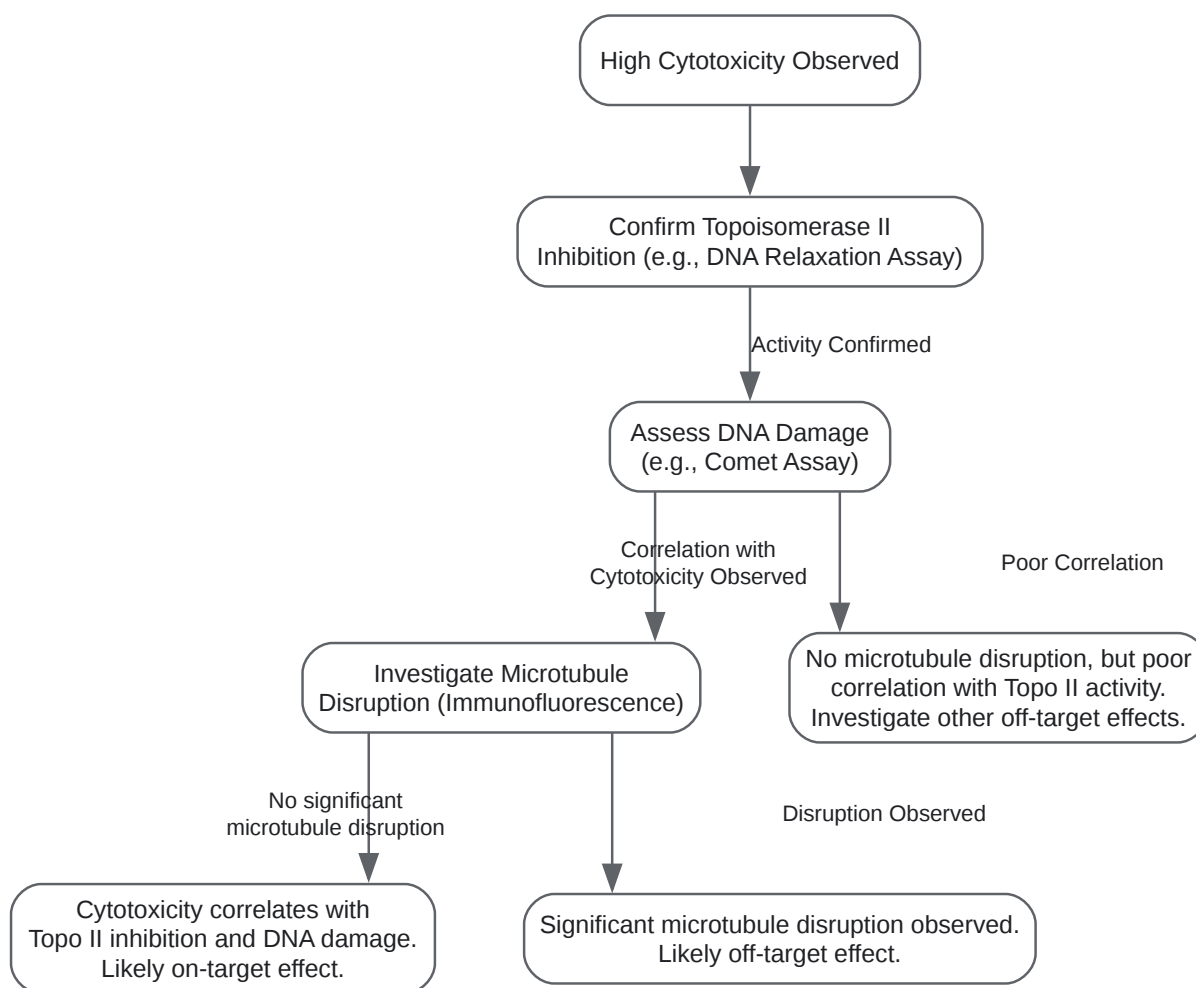 High Cytotoxicity Observed
Confirm Topoisomerase II
Inhibition (e.g., DNA Relaxation Assay)
Activity Confirmed
Assess DNA Damage
(e.g., Comet Assay)
Correlation with
Cytotoxicity Observed
Poor Correlation
Investigate Microtubule
Disruption (Immunofluorescence)
No microtubule disruption, but poor
correlation with Topo II activity.
Investigate other off-target effects.
No significant
microtubule disruption
Disruption Observed
Cytotoxicity correlates with
Topo II inhibition and DNA damage.
Likely on-target effect.
Significant microtubule disruption observed.
Likely off-target effect.